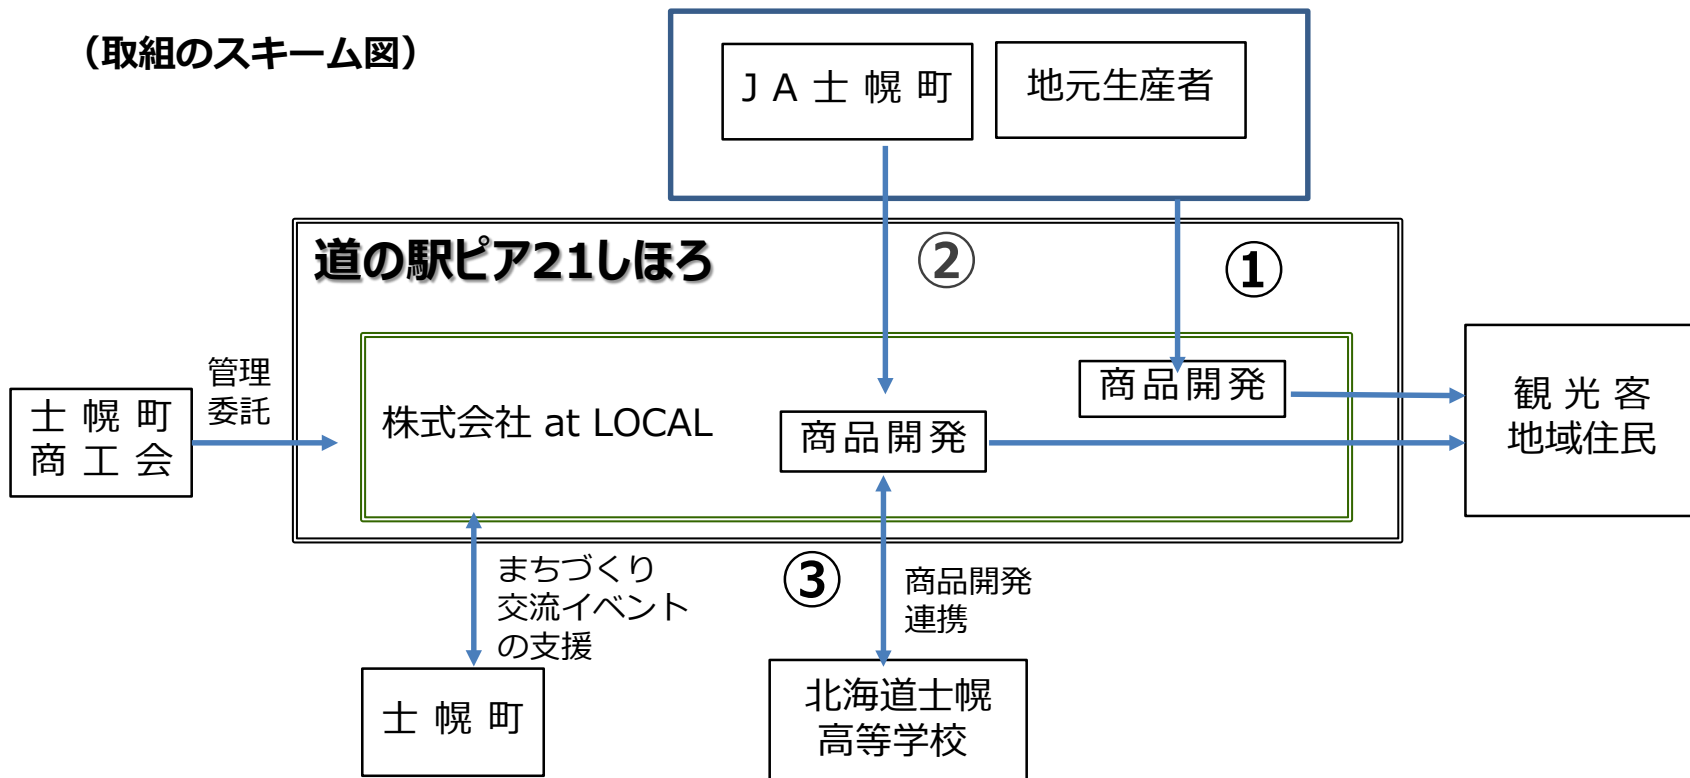 （取組のスキーム図）
ＪＡ士幌町
地元生産者
道の駅ピア21しほろ
②
①
管理
委託
士幌町
商工会
株式会社 at LOCAL
商品開発
商品開発
観光客
地域住民
まちづくり
交流イベント
の支援
③
商品開発
連携
士幌町
北海道士幌
高等学校